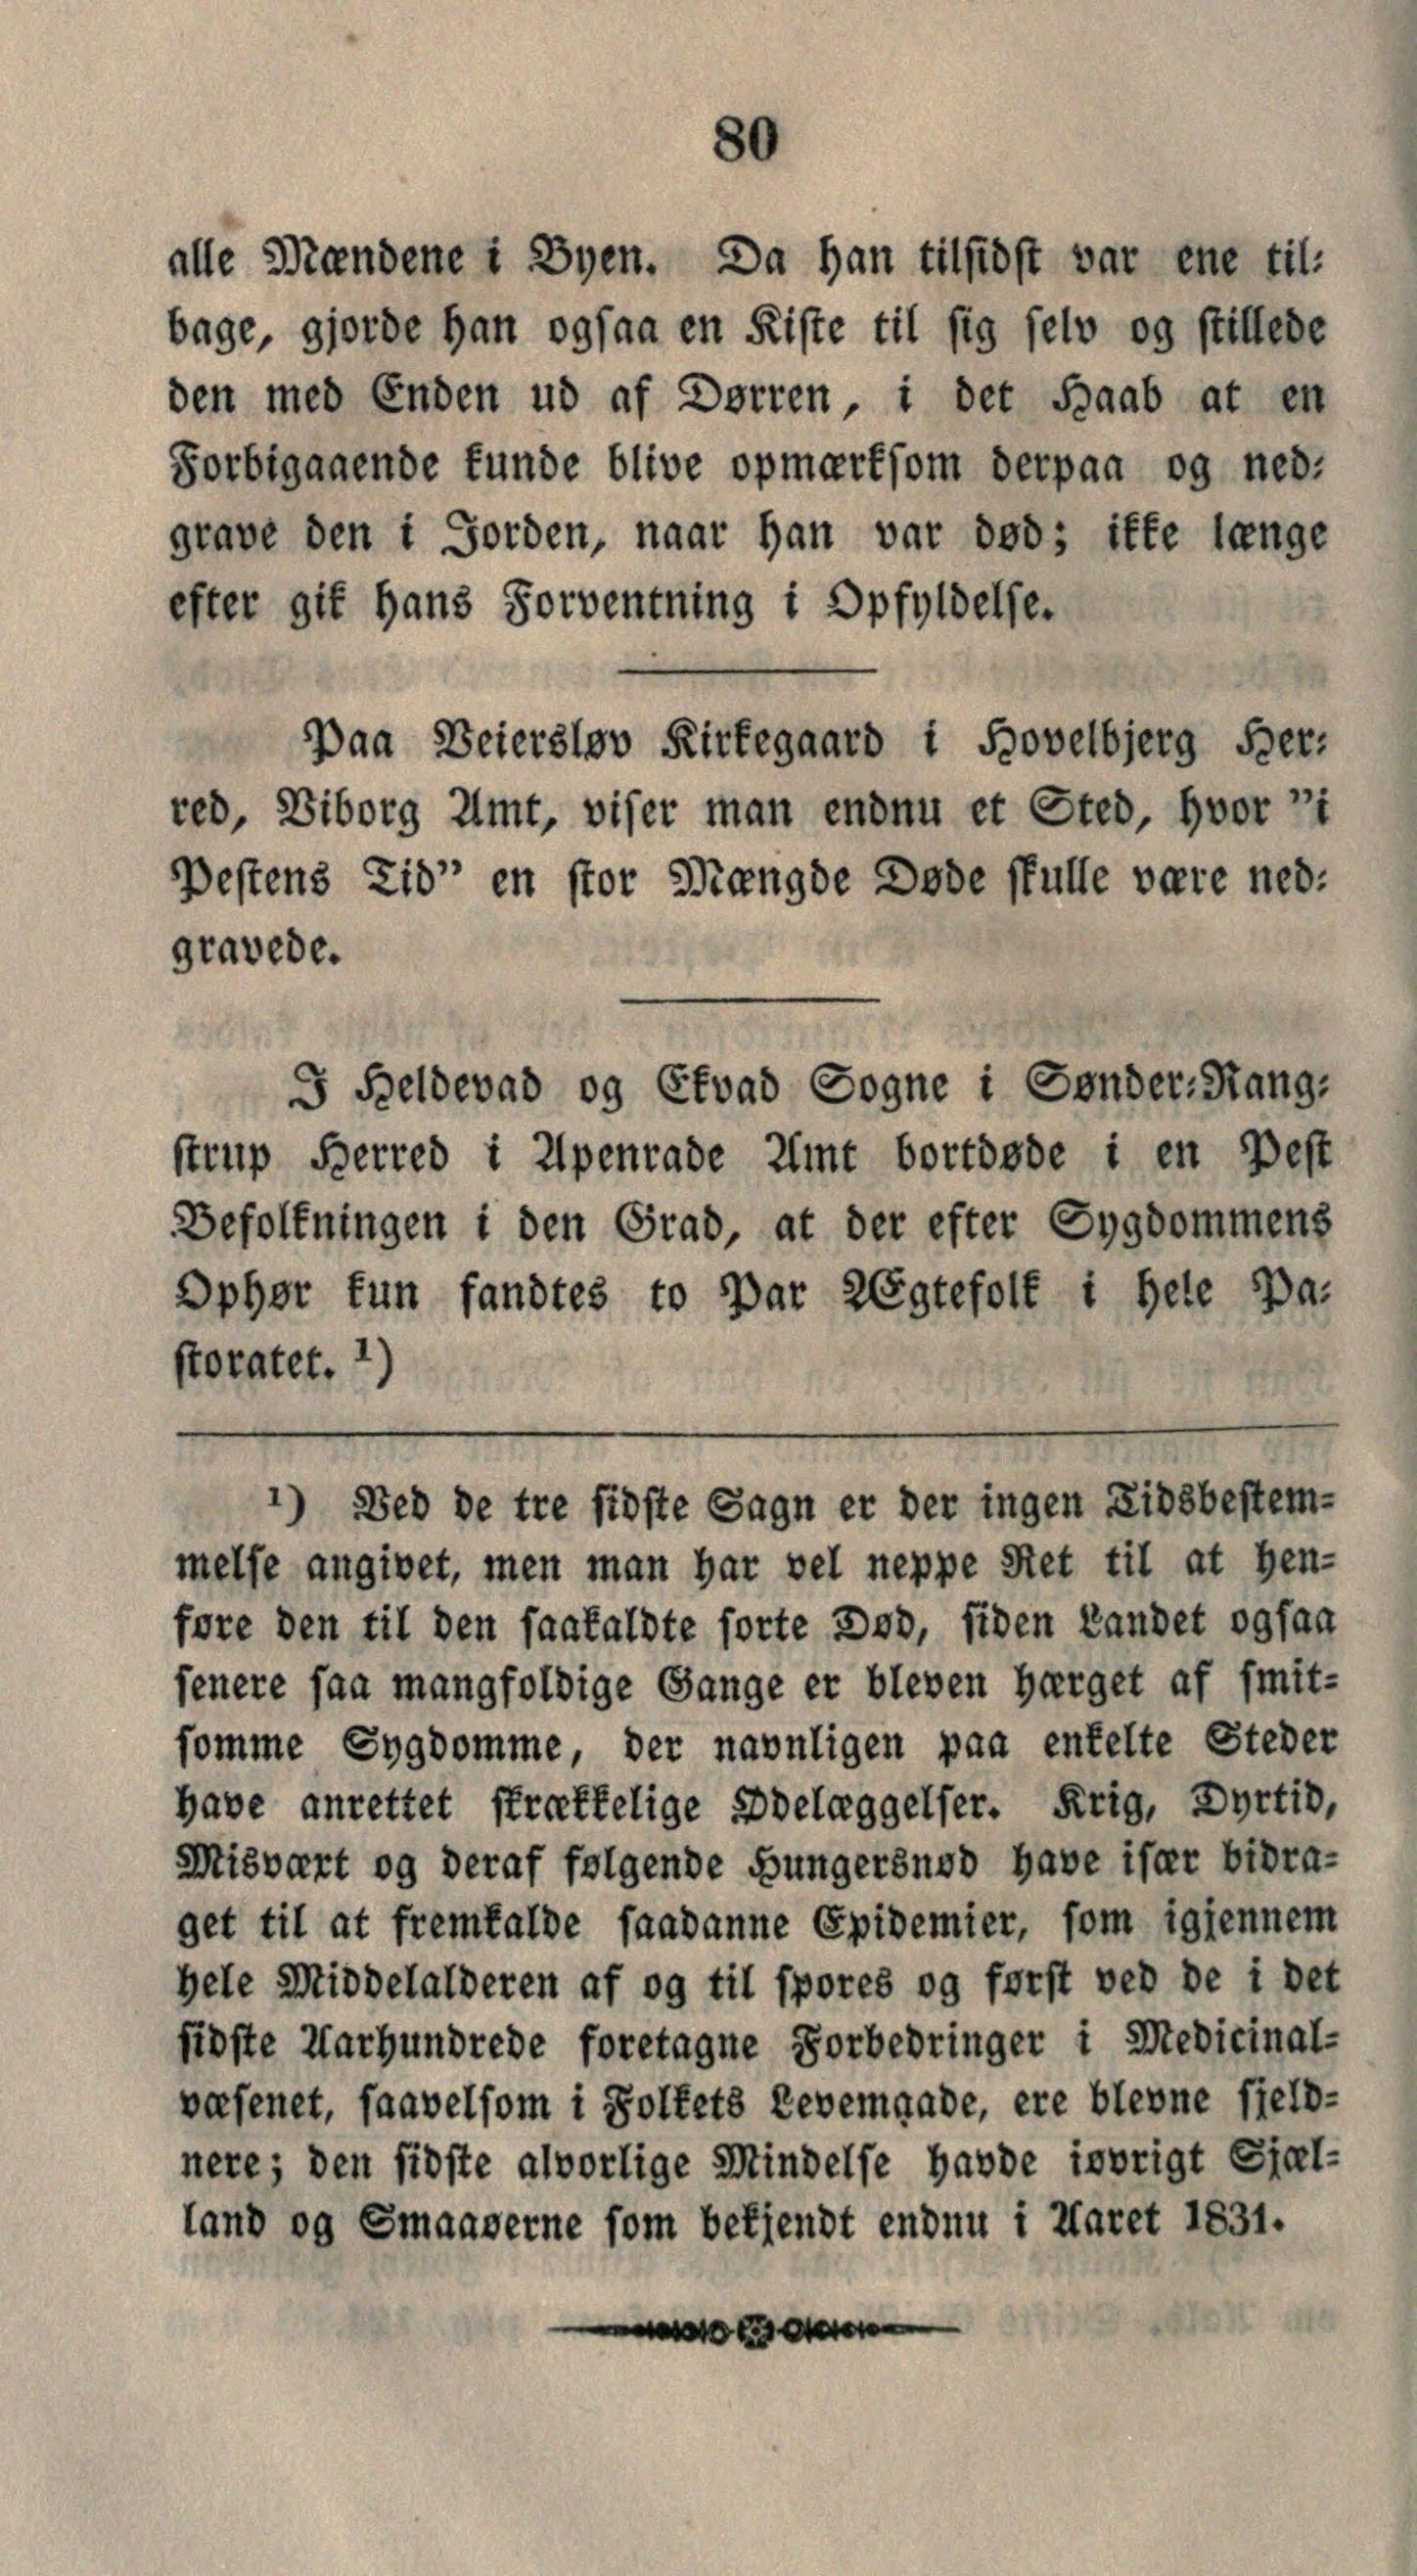 80
alle Mændene i Byen. Da han tilsidst var ene til-
bage, gjorde han ogsaa en Kiste til sig selv og stillede
den med Enden ud af Dørren, i det Haab at en
Forbigaaende kunde blive opmærksom derpaa og ned-
grave den i Jorden, naar han var død; ikke længe
efter gik hans Forventning i Opfyldelse.
Paa Veiersløv Kirkegaard i Hovelbjerg Her-
red, Viborg Amt, viser man endnu et Sted, hvor "i
Pestens Tid" en stor Mængde Døde skulle være ned-
gravede.
I Heldevad og Ekvad Sogne i Sønder-Rang-
strup Herred i Apenrade Amt bortdøde i en Pest
Befolkningen i den Grad, at der efter Sygdommens
Ophør kun fandtes to Par Ægtefolk i hele Pa-
storatet. ¹)
¹) Ved de tre sidste Sagn er der ingen Tidsbestem-
melse angivet, men man har vel neppe Ret til at hen-
føre den til den saakaldte sorte Død, siden Landet ogsaa
senere saa mangfoldige Gange er bleven hærget af smit-
somme Sygdomme, der navnligen paa enkelte Steder
have anrettet skrækkelige Ødelæggelser. Krig, Dyrtid,
Misvært og deraf følgende Hungersnød have især bidra-
get til at fremkalde saadanne Epidemier, som igjennem
hele Middelalderen af og til spores og først ved de i det
sidste Aarhundrede foretagne Forbedringer i Medicinal-
væsenet, saavelsom i Folkets Levemaade, ere blevne sjeld-
nere; den sidste alvorlige Mindelse havde iøvrigt Sjæl-
land og Smaaøerne som bekjendt endnu i Aaret 1831.